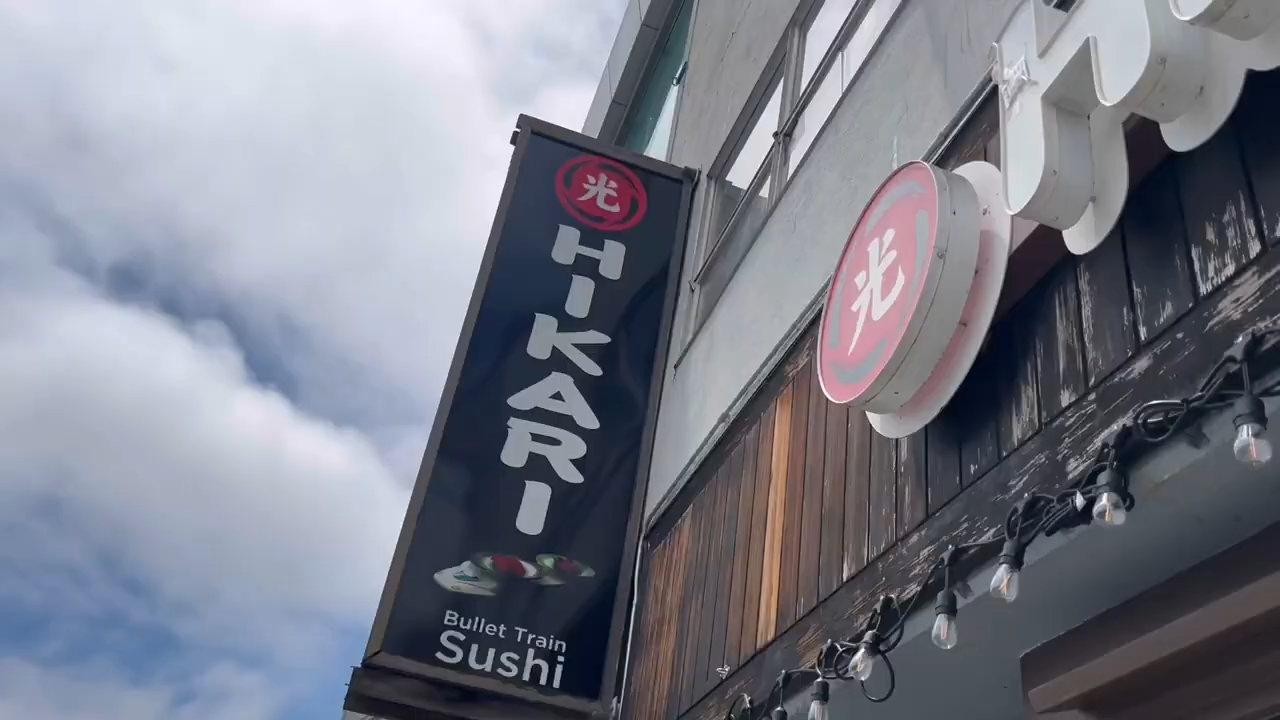 光
HIKARI
Bullet Train
Sushi
光
H